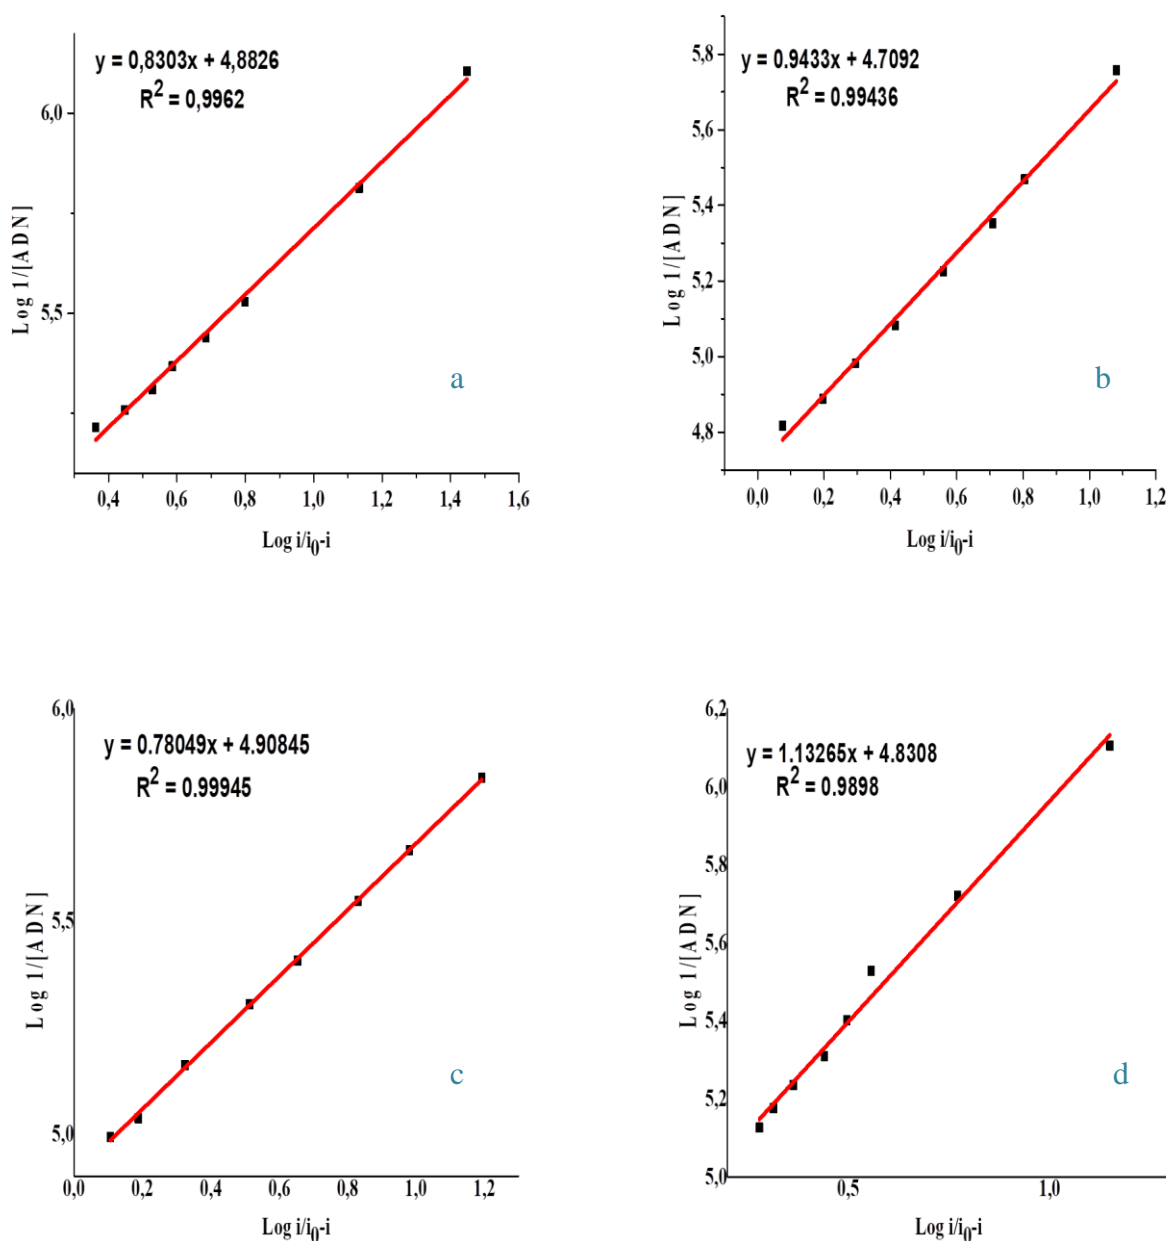 y = 0,8303x + 4,8826
R² = 0,9962
6,0
5,5
Log 1/[ADN]
a
0,4 0,6 0,8 1,0 1,2 1,4 1,6
Log i/i₀-i
y = 0.9433x + 4.7092
R² = 0.99436
5,8
5,6
5,4
5,2
5,0
4,8
Log 1/[ADN]
b
0,0 0,2 0,4 0,6 0,8 1,0 1,2
Log i/i₀-i
y = 0.78049x + 4.90845
R² = 0.99945
6,0
5,5
5,0
Log 1/[ADN]
c
0,0 0,2 0,4 0,6 0,8 1,0 1,2
Log i/i₀-i
y = 1.13265x + 4.8308
R² = 0.9898
6,2
6,0
5,8
5,6
5,4
5,2
5,0
Log 1/[ADN]
d
0,5 1,0
Log i/i₀-i